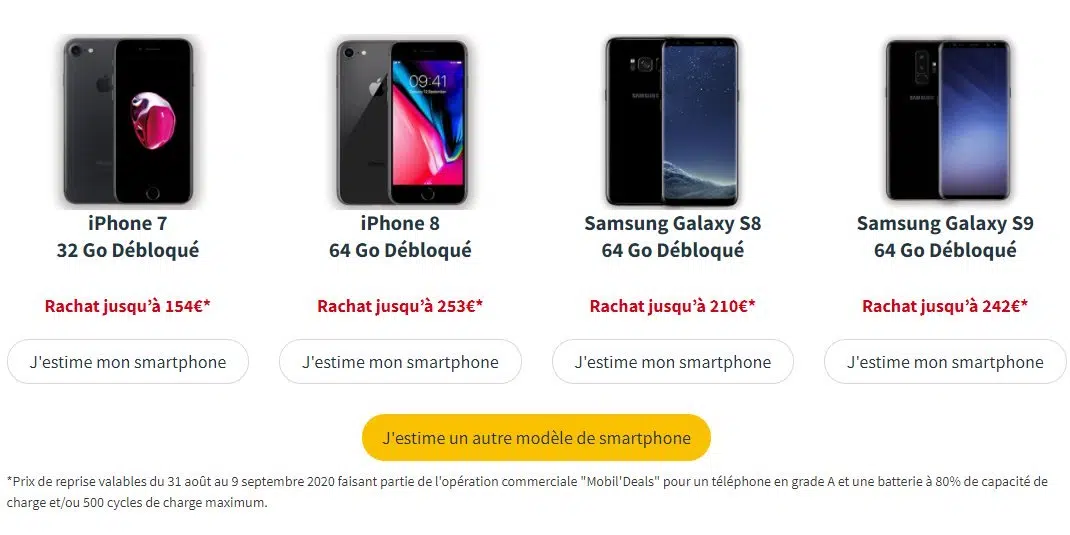 09:41
SAMSUNG
SAMSUNG
iPhone 7
32 Go Débloqué
iPhone 8
64 Go Débloqué
Samsung Galaxy S8
64 Go Débloqué
Samsung Galaxy S9
64 Go Débloqué
Rachat jusqu’à 154€*
Rachat jusqu’à 253€*
Rachat jusqu’à 210€*
Rachat jusqu’à 242€*
J'estime mon smartphone
J'estime mon smartphone
J'estime mon smartphone
J'estime mon smartphone
J'estime un autre modèle de smartphone
*Prix de reprise valables du 31 août au 9 septembre 2020 faisant partie de l'opération commerciale "Mobil'Deals" pour un téléphone en grade A et une batterie à 80% de capacité de
charge et/ou 500 cycles de charge maximum.